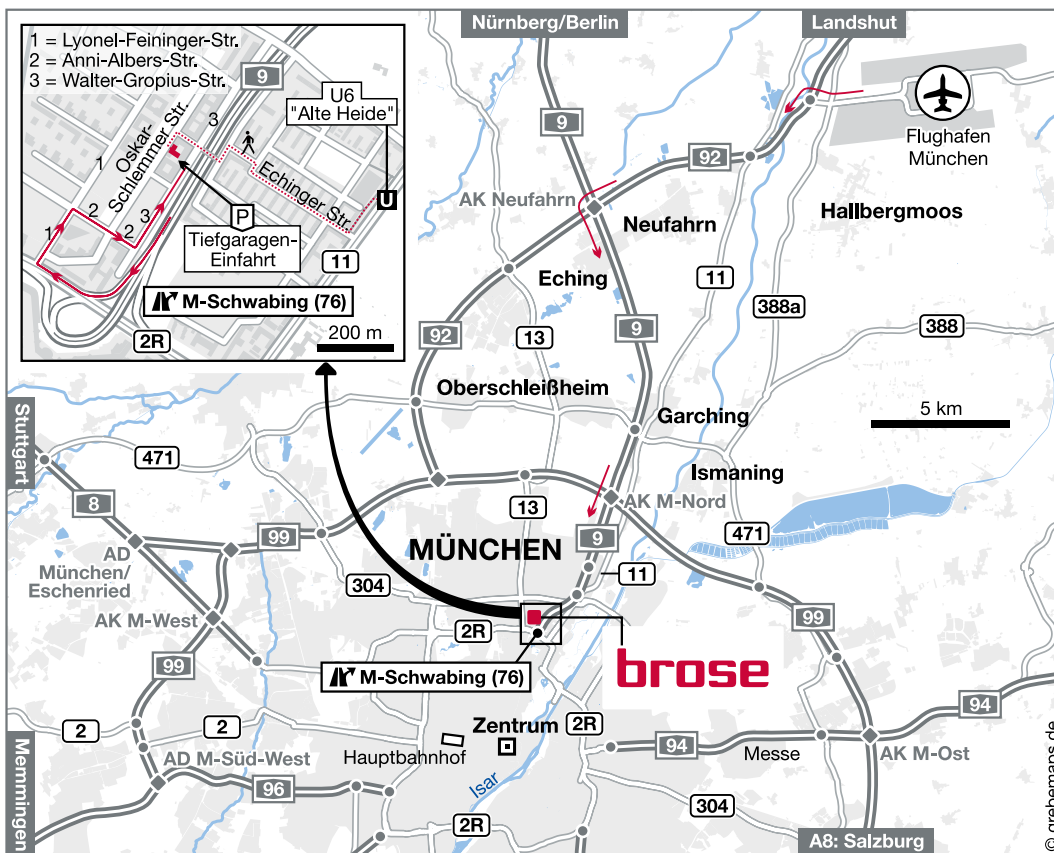 Nürnberg/Berlin
Landshut
1 = Lyonel-Feininger-Str.
2 = Anni-Albers-Str.
3 = Walter-Gropius-Str.
9
3
U6
"Alte Heide"
Oskar-
Schlemmer Str.
1
Echinger Str.
U
2
3
1
2
P
Tiefgaragen-
Einfahrt
11
M-Schwabing (76)
2R
200 m
9
92
Flughafen
München
AK Neufahrn
Neufahrn
Hallbergmoos
Eching
11
388a
92
13
9
388
Oberschleißheim
Garching
5 km
Stuttgart
471
Ismaning
8
13
AK M-Nord
99
9
471
MÜNCHEN
AD
München/
Eschenried
304
11
AK M-West
99
2R
M-Schwabing (76)
brose
99
2
2
Zentrum
2R
94
94
Hauptbahnhof
Messe
AK M-Ost
AD M-Süd-West
Memmingen
96
Isar
304
2R
A8: Salzburg
© grebemaps.de